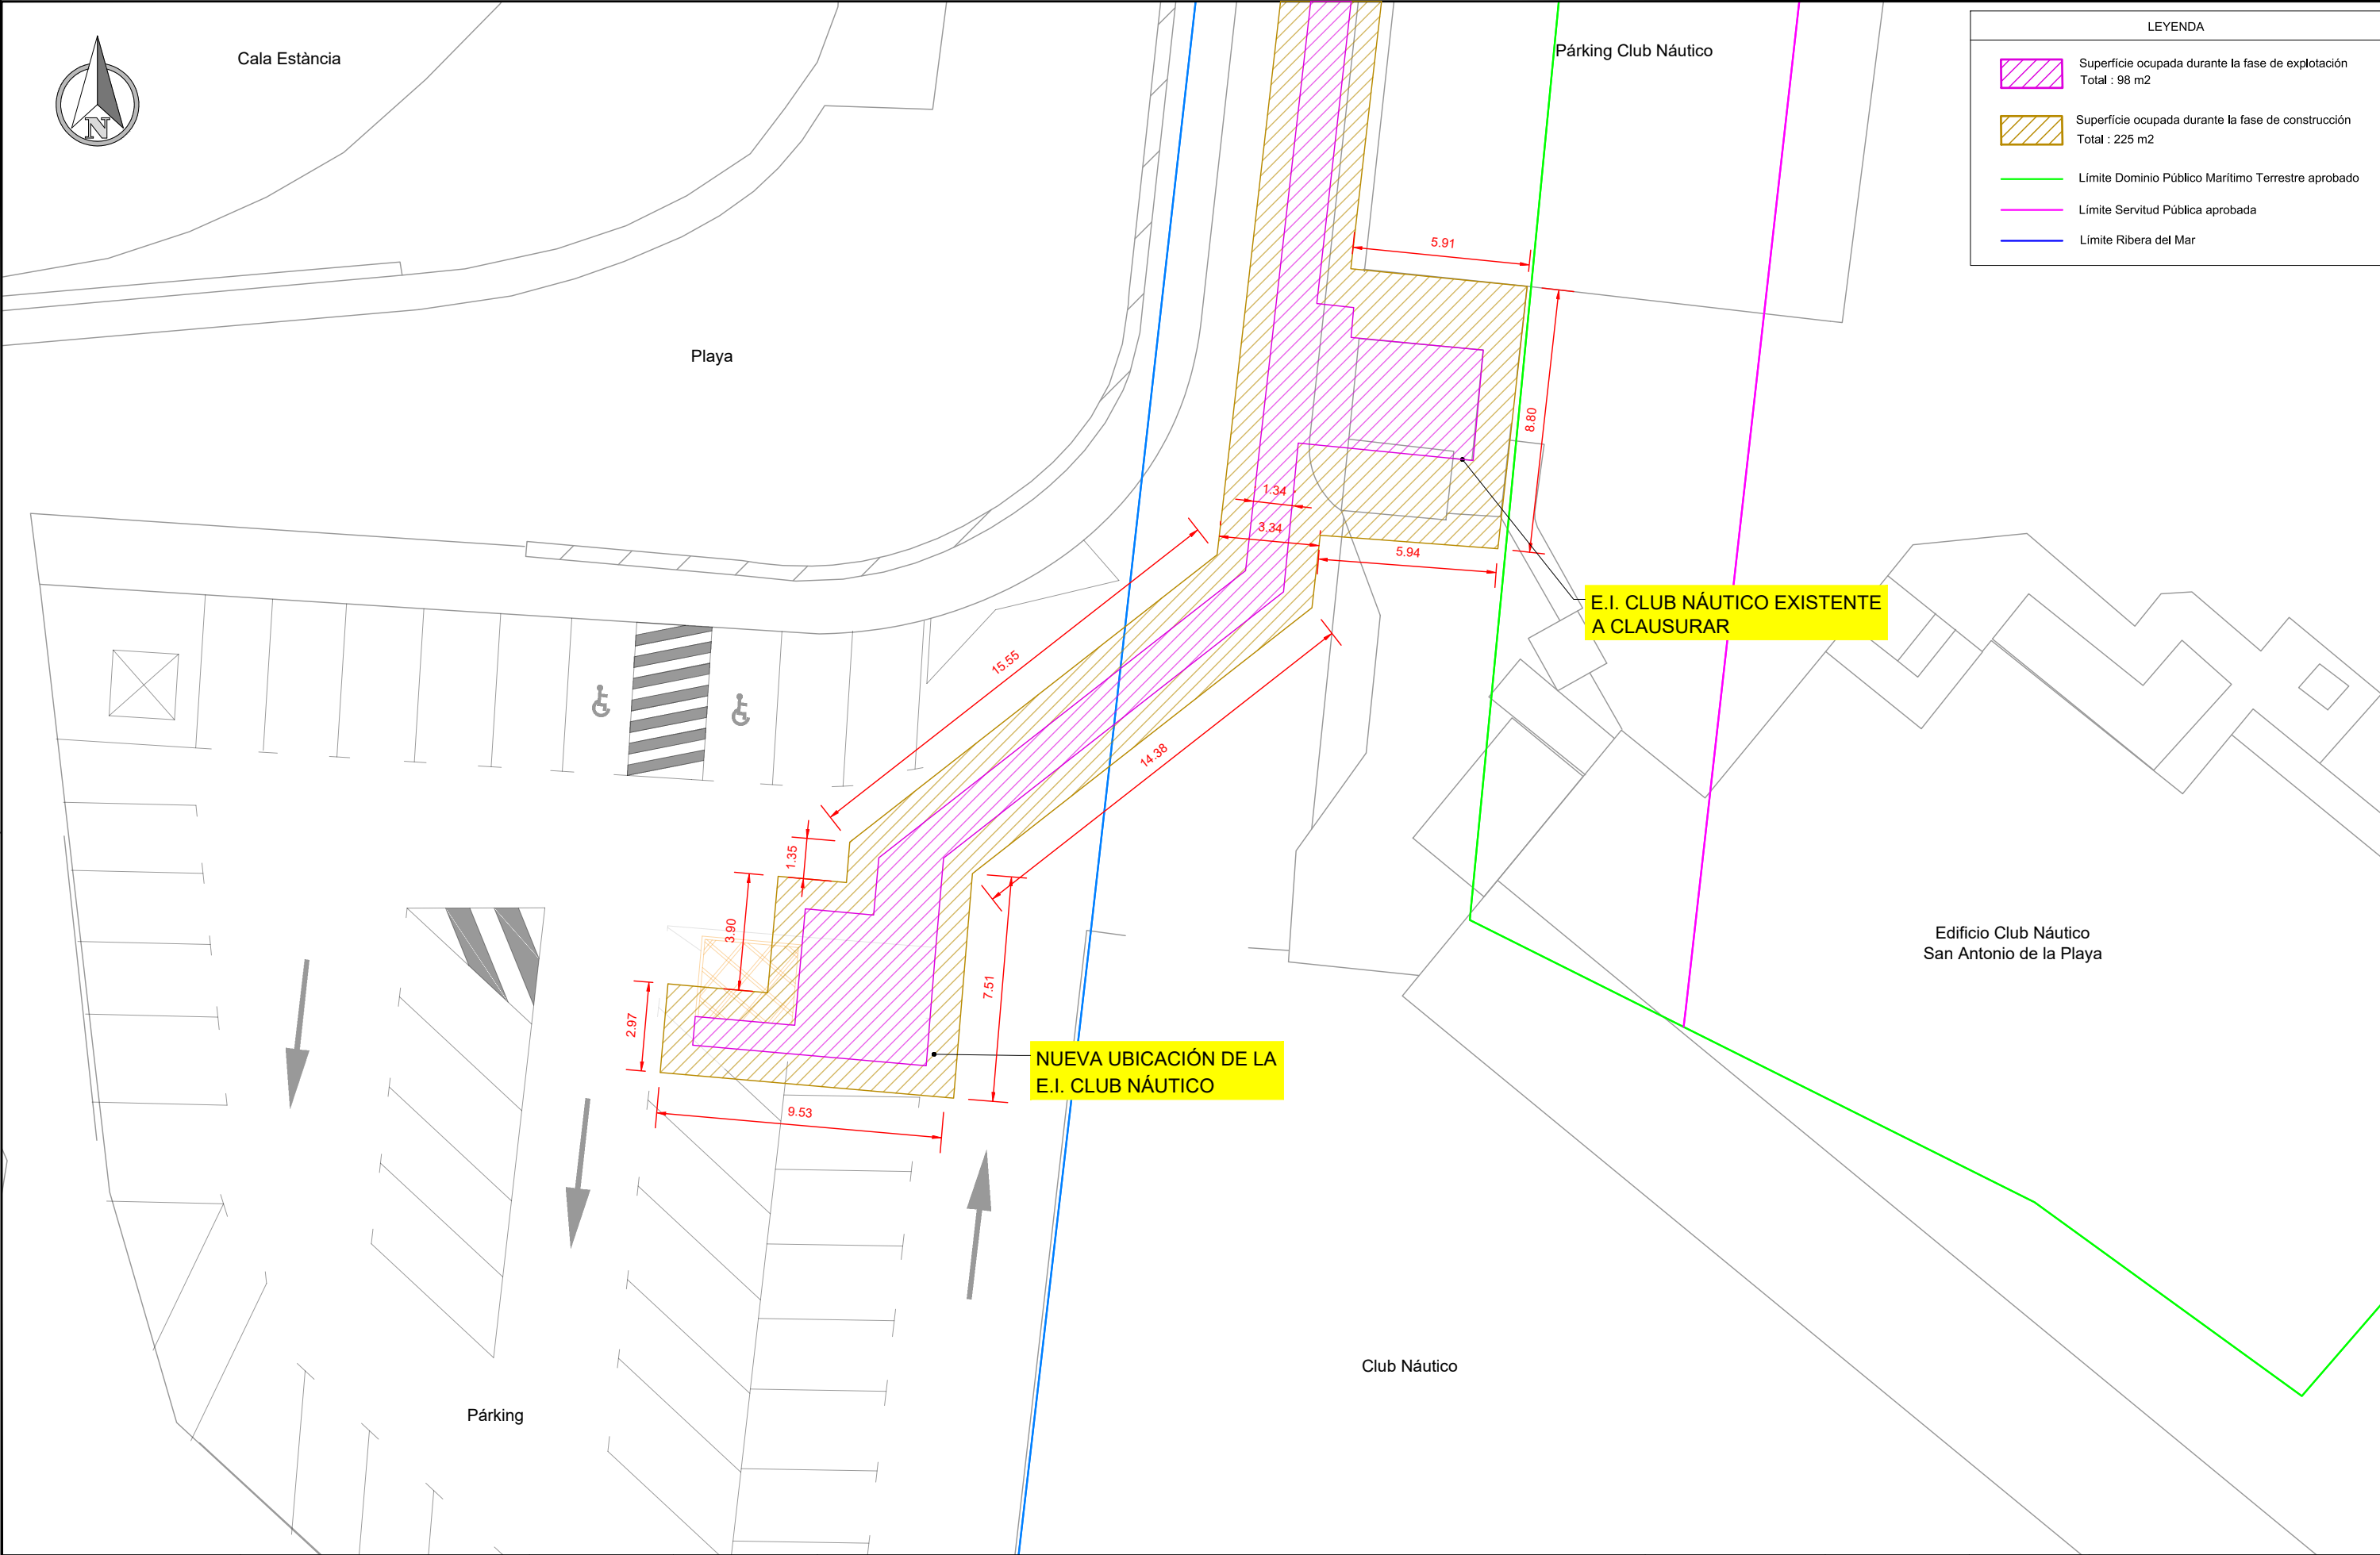 Cala Estància
N
Párking Club Náutico
LEYENDA
Superfície ocupada durante la fase de explotación
Total : 98 m2
Superfície ocupada durante la fase de construcción
Total : 225 m2
Límite Dominio Público Marítimo Terrestre aprobado
Límite Servitud Pública aprobada
Límite Ribera del Mar
5.91
Playa
8.80
1.34
3.34
5.94
E.I. CLUB NÁUTICO EXISTENTE
A CLAUSURAR
15.55
14.38
1.35
3.90
7.51
2.97
Edificio Club Náutico
San Antonio de la Playa
NUEVA UBICACIÓN DE LA
E.I. CLUB NÁUTICO
9.53
Club Náutico
Párking